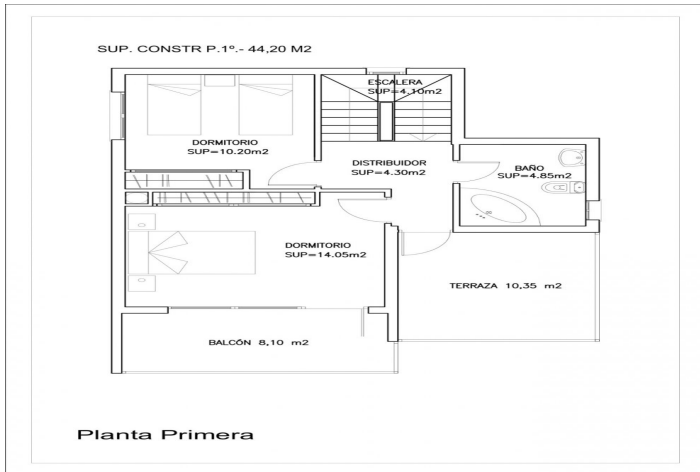 SUP. CONSTR P.1º.- 44,20 M2
ESCALERA
SUP=4.10m2
DORMITORIO
SUP=10.20m2
DISTRIBUIDOR
SUP=4.30m2
BAÑO
SUP=4.85m2
DORMITORIO
SUP=14.05m2
TERRAZA 10,35 m2
BALCÓN 8,10 m2
Planta Primera